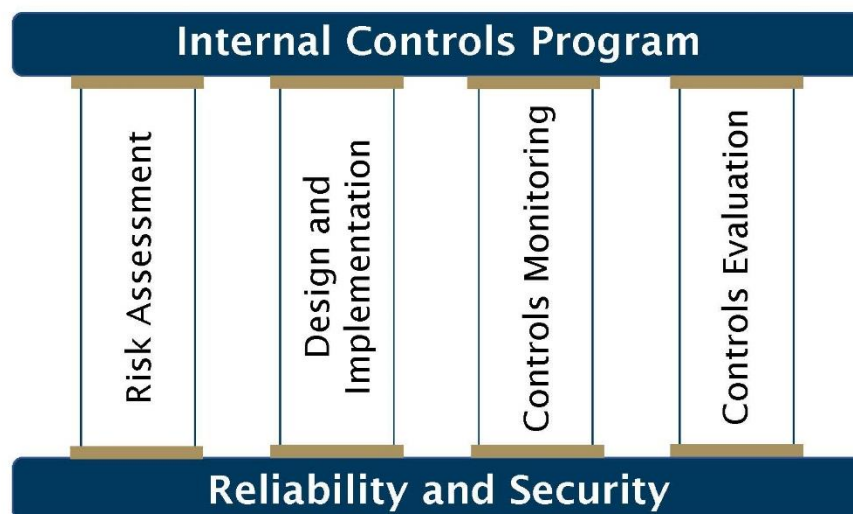 Internal Controls Program
Risk Assessment
Design and
Implementation
Controls Monitoring
Controls Evaluation
Reliability and Security